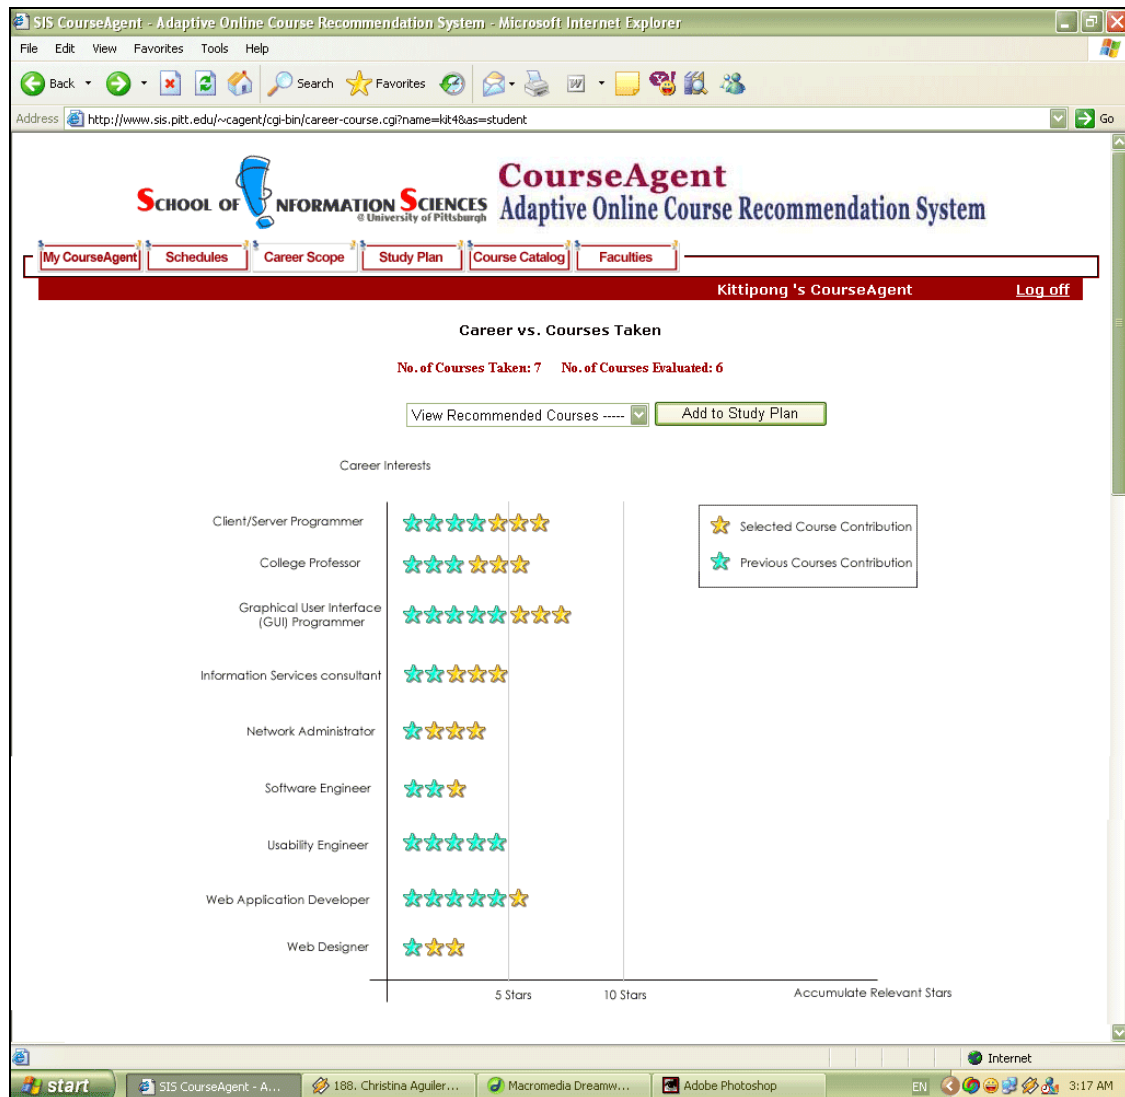 SIS CourseAgent - Adaptive Online Course Recommendation System - Microsoft Internet Explorer
File Edit View Favorites Tools Help
Back Search Favorites
Address http://www.sis.pitt.edu/~cagent/cgi-bin/career-course.cgi?name=kit4&as=student Go
SCHOOL OF INFORMATION SCIENCES
@ University of Pittsburgh
CourseAgent
Adaptive Online Course Recommendation System
My CourseAgent Schedules Career Scope Study Plan Course Catalog Faculties
Kittipong 's CourseAgent Log off
Career vs. Courses Taken
No. of Courses Taken: 7 No. of Courses Evaluated: 6
View Recommended Courses ----- Add to Study Plan
Career Interests
Client/Server Programmer
College Professor
Graphical User Interface
(GUI) Programmer
Information Services consultant
Network Administrator
Software Engineer
Usability Engineer
Web Application Developer
Web Designer
Selected Course Contribution
Previous Courses Contribution
5 Stars 10 Stars Accumulate Relevant Stars
Internet
start SIS CourseAgent - A... 188. Christina Aguiler... Macromedia Dreamw... Adobe Photoshop EN 3:17 AM